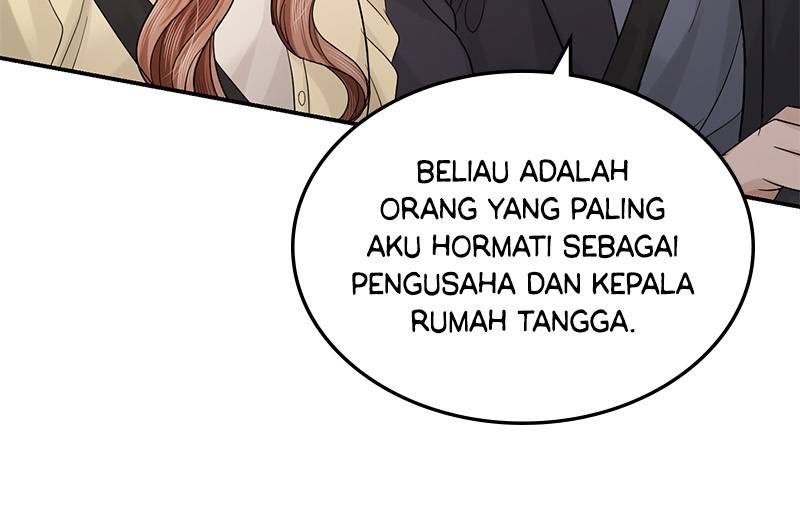 BELIAU ADALAH
ORANG YANG PALING
AKU HORMATI SEBAGAI
PENGUSAHA DAN KEPALA
RUMAH TANGGA.